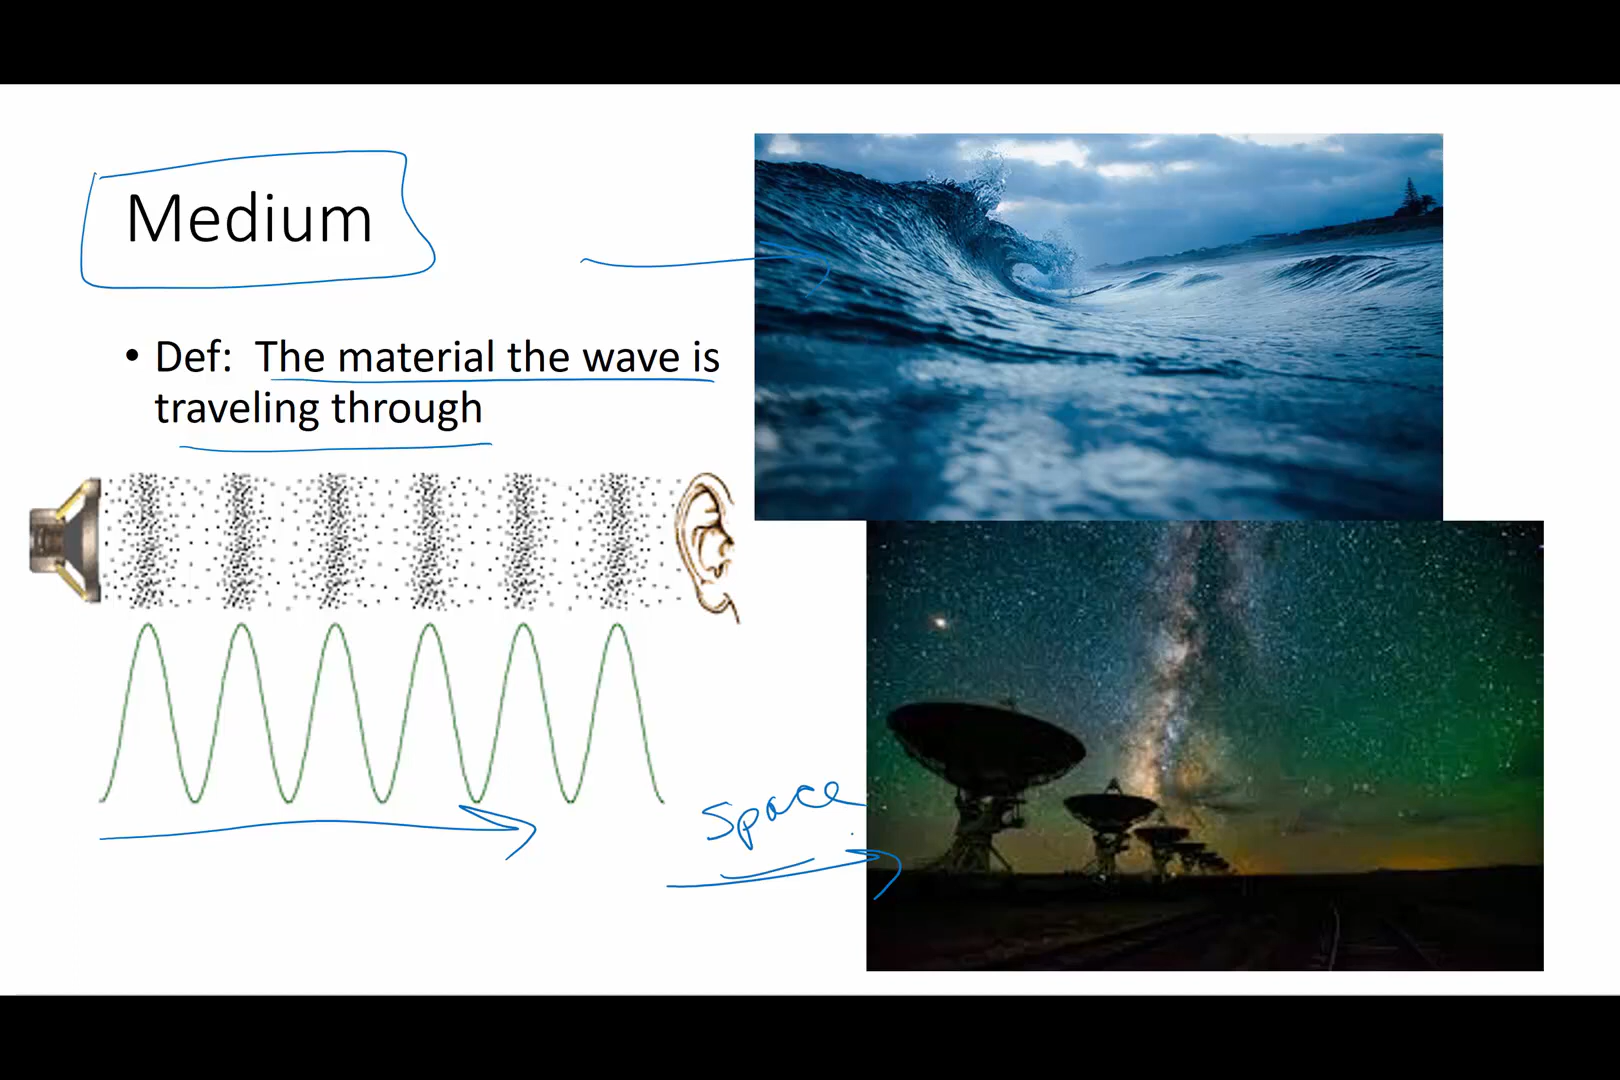 Medium
• Def: The material the wave is
traveling through
Space